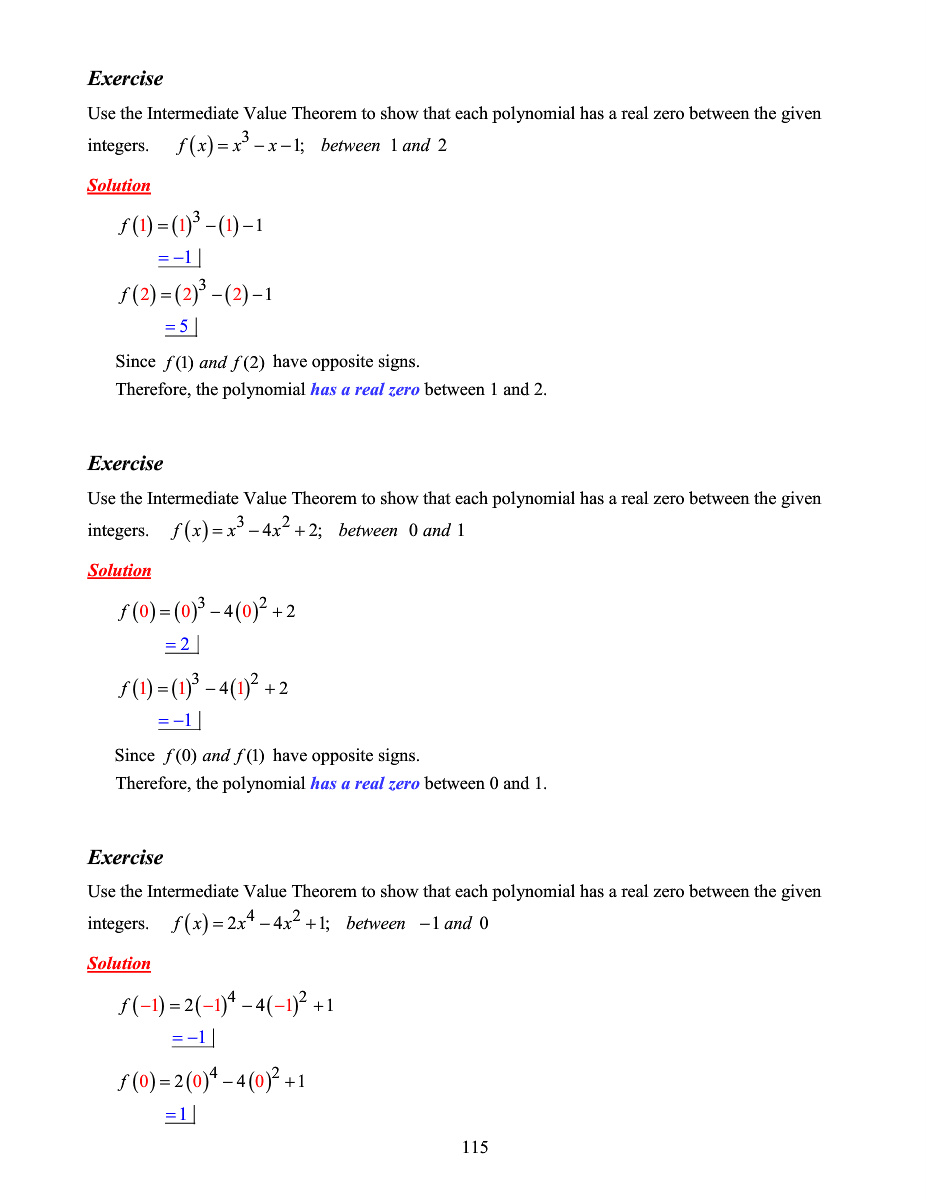 Exercise
Use the Intermediate Value Theorem to show that each polynomial has a real zero between the given
integers. f(x) = x³ − x − 1; between 1 and 2
Solution
f(1) = (1)³ − (1) − 1
= −1
f(2) = (2)³ − (2) − 1
= 5
Since f(1) and f(2) have opposite signs.
Therefore, the polynomial has a real zero between 1 and 2.
Exercise
Use the Intermediate Value Theorem to show that each polynomial has a real zero between the given
integers. f(x) = x³ − 4x² + 2; between 0 and 1
Solution
f(0) = (0)³ − 4(0)² + 2
= 2
f(1) = (1)³ − 4(1)² + 2
= −1
Since f(0) and f(1) have opposite signs.
Therefore, the polynomial has a real zero between 0 and 1.
Exercise
Use the Intermediate Value Theorem to show that each polynomial has a real zero between the given
integers. f(x) = 2x⁴ − 4x² + 1; between −1 and 0
Solution
f(−1) = 2(−1)⁴ − 4(−1)² + 1
= −1
f(0) = 2(0)⁴ − 4(0)² + 1
= 1
115